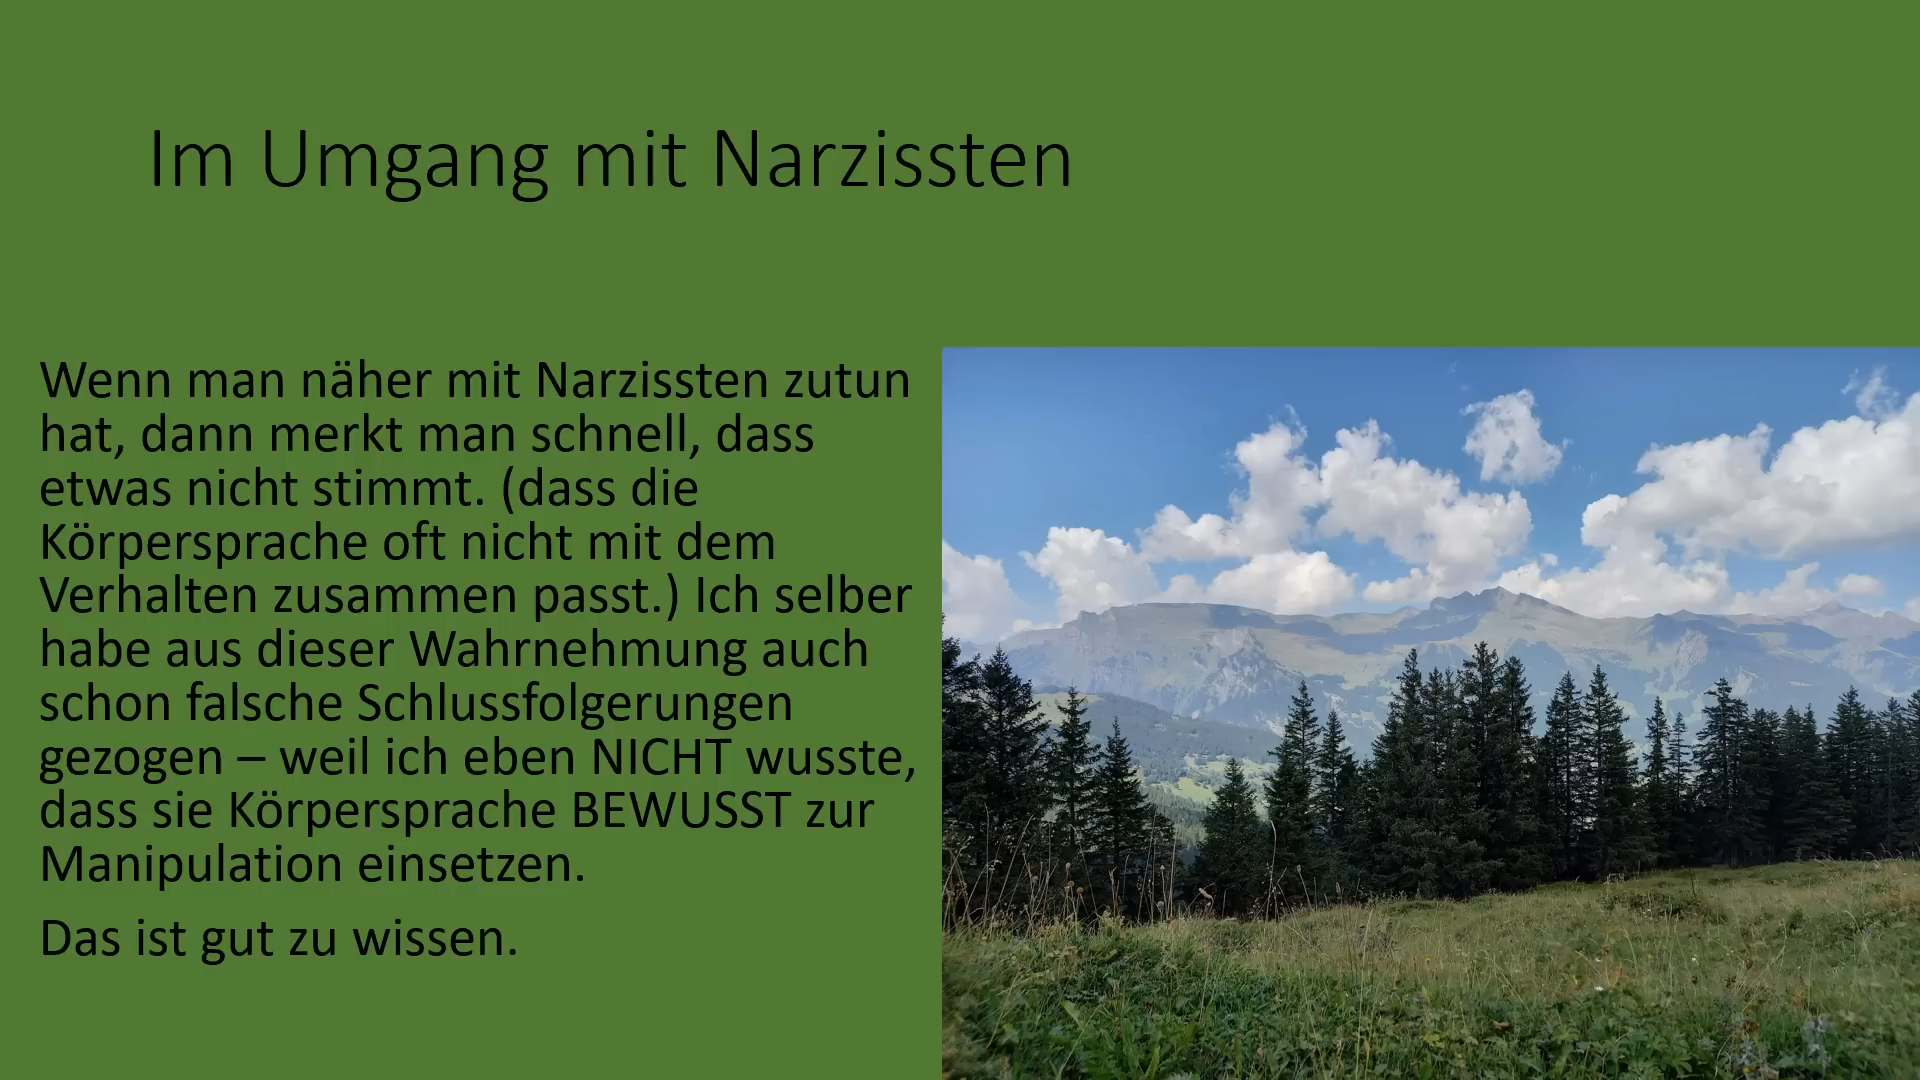 Im Umgang mit Narzissten
Wenn man näher mit Narzissten zutun
hat, dann merkt man schnell, dass
etwas nicht stimmt. (dass die
Körpersprache oft nicht mit dem
Verhalten zusammen passt.) Ich selber
habe aus dieser Wahrnehmung auch
schon falsche Schlussfolgerungen
gezogen – weil ich eben NICHT wusste,
dass sie Körpersprache BEWUSST zur
Manipulation einsetzen.
Das ist gut zu wissen.